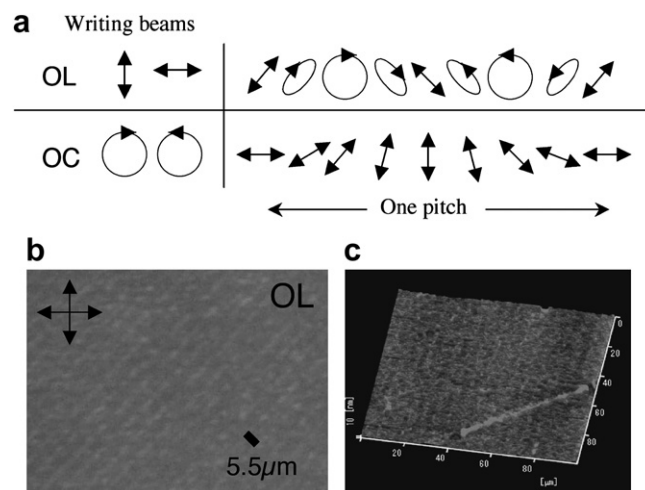 a
Writing beams
OL
OC
One pitch
b
OL
5.5μm
c
0
20
40
60
80
10 [nm]
20
40
60
80
[μm]